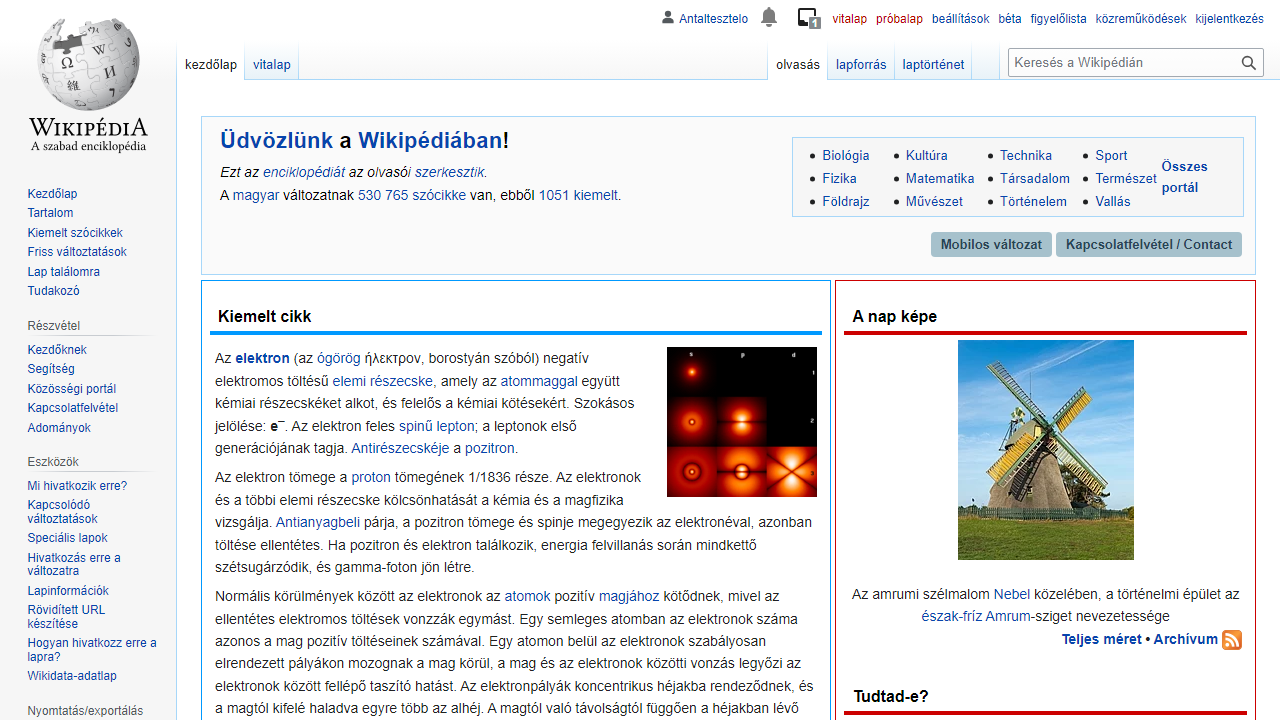 Antaltesztelo 1 vitalap próbalap beállítások béta figyelőlista közreműködések kijelentkezés
kezdőlap vitalap olvasás lapforrás laptörténet Keresés a Wikipédián
WIKIPÉDIA
A szabad enciklopédia
Kezdőlap
Tartalom
Kiemelt szócikkek
Friss változtatások
Lap találomra
Tudakozó
Részvétel
Kezdőknek
Segítség
Közösségi portál
Kapcsolatfelvétel
Adományok
Eszközök
Mi hivatkozik erre?
Kapcsolódó
változtatások
Speciális lapok
Hivatkozás erre a
változatra
Lapinformációk
Rövidített URL
készítése
Hogyan hivatkozz erre a
lapra?
Wikidata-adatlap
Nyomtatás/exportálás
Üdvözlünk a Wikipédiában!
Ezt az enciklopédiát az olvasói szerkesztik.
A magyar változatnak 530 765 szócikke van, ebből 1051 kiemelt.
• Biológia • Kultúra • Technika • Sport
• Fizika • Matematika • Társadalom • Természet
• Földrajz • Művészet • Történelem • Vallás
Összes
portál
Mobilos változat Kapcsolatfelvétel / Contact
Kiemelt cikk
Az elektron (az ógörög ήλεκτρον, borostyán szóból) negatív
elektromos töltésű elemi részecske, amely az atommaggal együtt
kémiai részecskéket alkot, és felelős a kémiai kötésekért. Szokásos
jelölése: e⁻. Az elektron feles spinű lepton; a leptonok első
generációjának tagja. Antirészecskéje a pozitron.
s p d
1
2
3
Az elektron tömege a proton tömegének 1/1836 része. Az elektronok
és a többi elemi részecske kölcsönhatását a kémia és a magfizika
vizsgálja. Antianyagbeli párja, a pozitron tömege és spinje megegyezik az elektronéval, azonban
töltése ellentétes. Ha pozitron és elektron találkozik, energia felvillanás során mindkettő
szétsugárzódik, és gamma-foton jön létre.
Normális körülmények között az elektronok az atomok pozitív magjához kötődnek, mivel az
ellentétes elektromos töltések vonzzák egymást. Egy semleges atomban az elektronok száma
azonos a mag pozitív töltéseinek számával. Egy atomon belül az elektronok szabályosan
elrendezett pályákon mozognak a mag körül, a mag és az elektronok közötti vonzás legyőzi az
elektronok között fellépő taszító hatást. Az elektronpályák koncentrikus héjakba rendeződnek, és
a magtól kifelé haladva egyre több az alhéj. A magtól való távolságtól függően a héjakban lévő
A nap képe
Az amrumi szélmalom Nebel közelében, a történelmi épület az
észak-fríz Amrum-sziget nevezetessége
Teljes méret • Archívum
Tudtad-e?